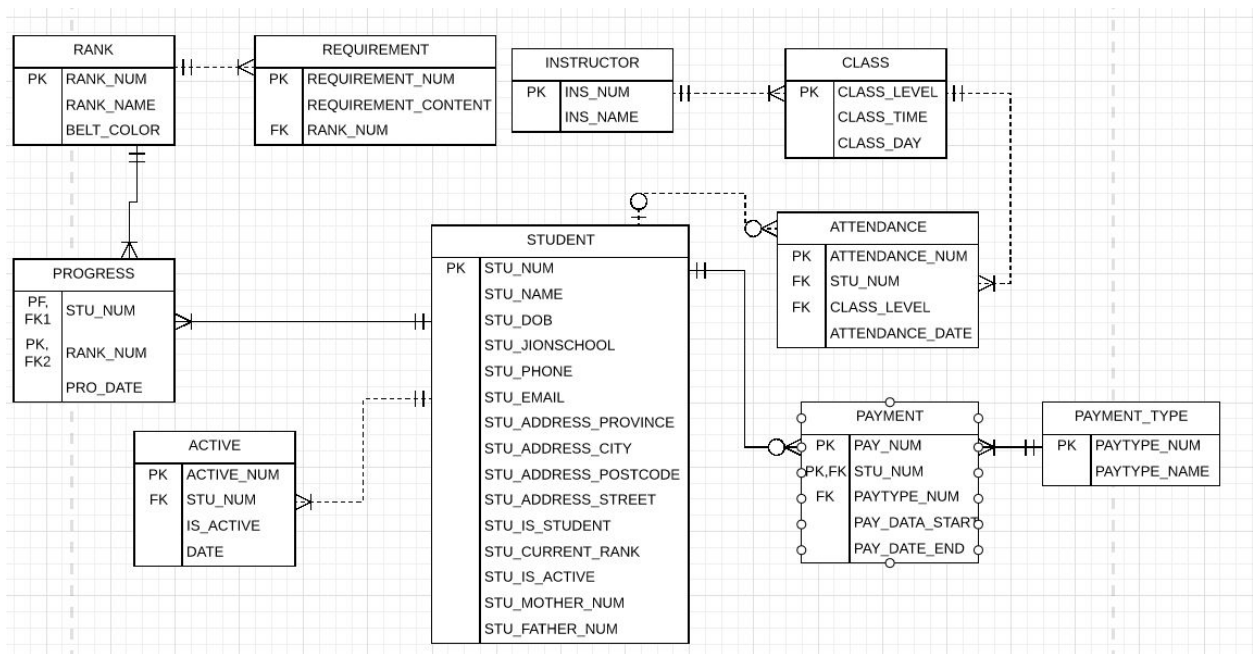 RANK
PK RANK_NUM
RANK_NAME
BELT_COLOR
REQUIREMENT
PK REQUIREMENT_NUM
REQUIREMENT_CONTENT
FK RANK_NUM
INSTRUCTOR
PK INS_NUM
INS_NAME
CLASS
PK CLASS_LEVEL
CLASS_TIME
CLASS_DAY
PROGRESS
PF,
FK1 STU_NUM
PK,
FK2 RANK_NUM
PRO_DATE
STUDENT
PK STU_NUM
STU_NAME
STU_DOB
STU_JIONSCHOOL
STU_PHONE
STU_EMAIL
STU_ADDRESS_PROVINCE
STU_ADDRESS_CITY
STU_ADDRESS_POSTCODE
STU_ADDRESS_STREET
STU_IS_STUDENT
STU_CURRENT_RANK
STU_IS_ACTIVE
STU_MOTHER_NUM
STU_FATHER_NUM
ATTENDANCE
PK ATTENDANCE_NUM
FK STU_NUM
FK CLASS_LEVEL
ATTENDANCE_DATE
ACTIVE
PK ACTIVE_NUM
FK STU_NUM
IS_ACTIVE
DATE
PAYMENT
PK PAY_NUM
PK,FK STU_NUM
FK PAYTYPE_NUM
PAY_DATA_START
PAY_DATE_END
PAYMENT_TYPE
PK PAYTYPE_NUM
PAYTYPE_NAME